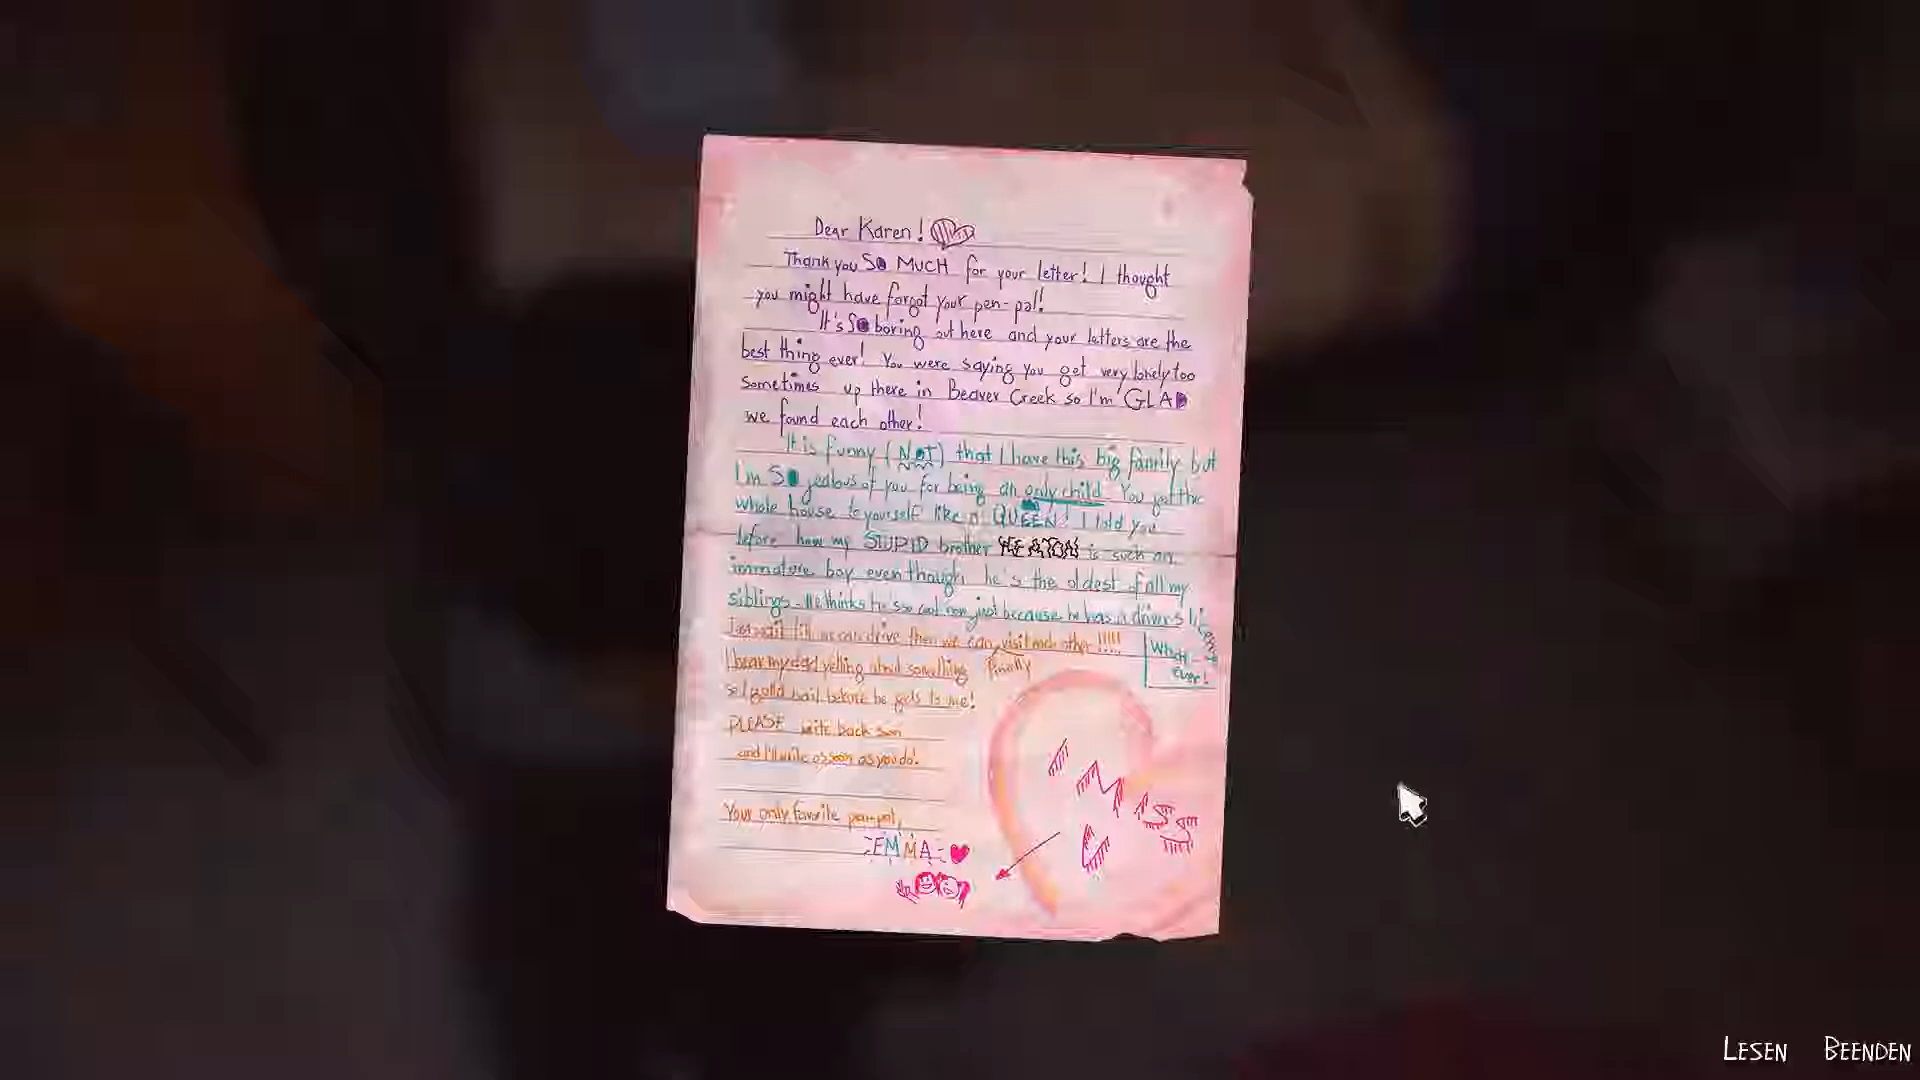 Dear Karen!
Thank you SO MUCH for your letter! I thought
you might have forgot your pen-pal!
It's SO boring out here and your letters are the
best thing ever! You were saying you get very lonely too
sometimes up there in Beaver Creek so I'm GLAD
we found each other!
It is funny (NOT) that I have this big family but
I'm SO jealous of you for being an only child. You get the
whole house to yourself like a QUEEN! I told you
before how my STUPID brother is such an
immature boy even though he's the oldest of all my
siblings. He thinks he's so cool now just because he has a drivers license
What
ever!
Just wait till we can drive then we can visit each other !!!!!
finally
I hear my dad yelling about something
so I gotta bail before he gets to me!
PLEASE write back soon
and I'll write as soon as you do!
Your only favorite pen-pal,
EMMA
I MISS U
LESEN BEENDEN